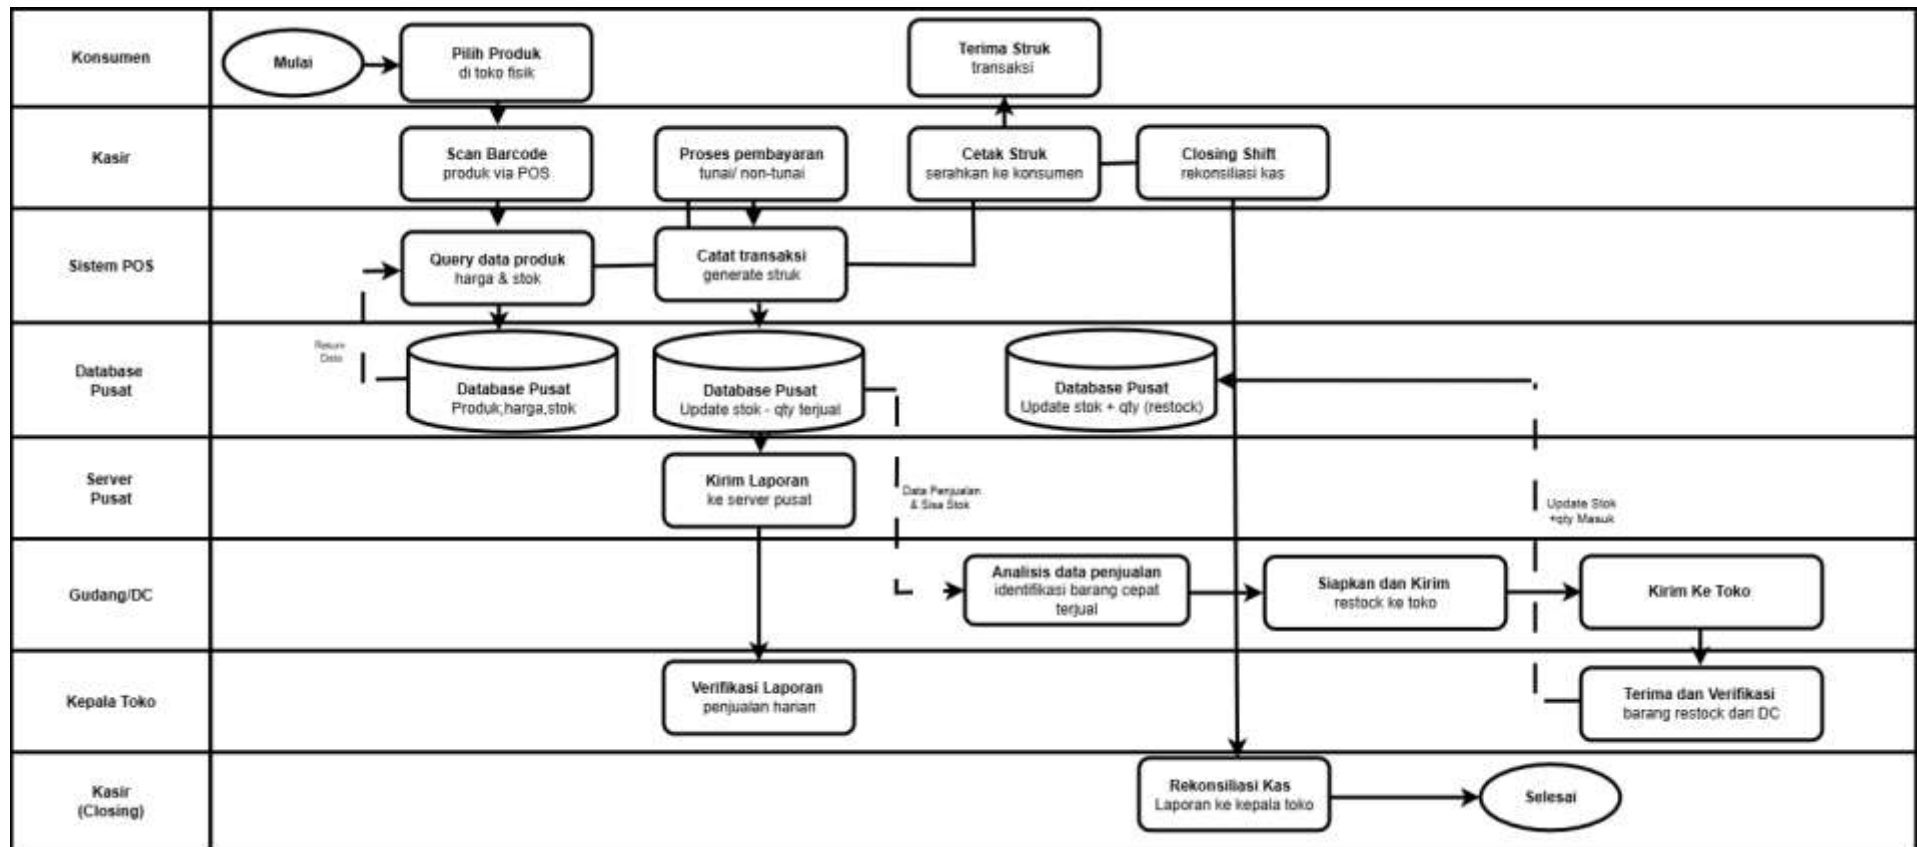 Konsumen
Mulai
Pilih Produk
di toko fisik
Terima Struk
transaksi
Kasir
Scan Barcode
produk via POS
Proses pembayaran
tunai/ non-tunai
Cetak Struk
serahkan ke konsumen
Closing Shift
rekonsiliasi kas
Sistem POS
Query data produk
harga & stok
Catat transaksi
generate struk
Database
Pusat
Return
Data
Database Pusat
Produk,harga,stok
Database Pusat
Update stok - qty terjual
Database Pusat
Update stok + qty (restock)
Server
Pusat
Kirim Laporan
ke server pusat
Data Penjualan
& Sisa Stok
Update Stok
+qty Masuk
Gudang/DC
Analisis data penjualan
identifikasi barang cepat
terjual
Siapkan dan Kirim
restock ke toko
Kirim Ke Toko
Kepala Toko
Verifikasi Laporan
penjualan harian
Terima dan Verifikasi
barang restock dari DC
Kasir
(Closing)
Rekonsiliasi Kas
Laporan ke kepala toko
Selesai